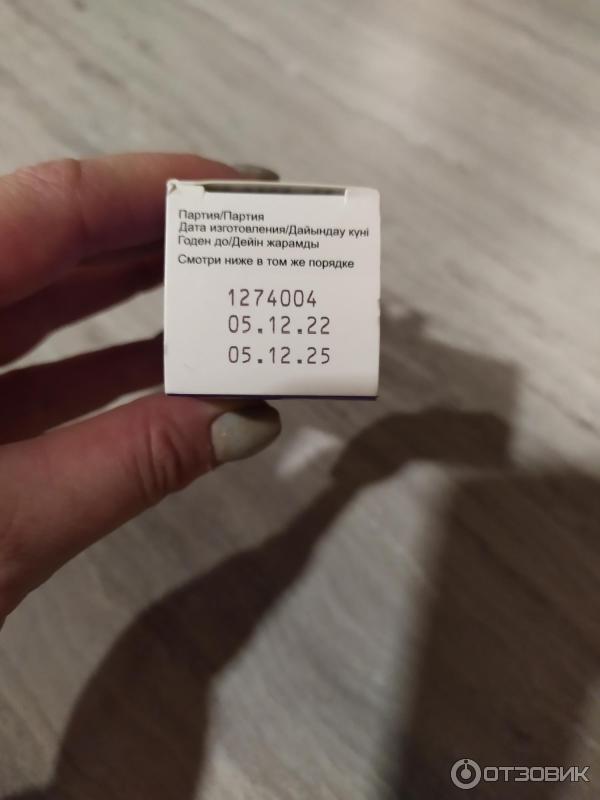 Партия/Партия
Дата изготовления/Дайындау күні
Годен до/Дейін жарамды
Смотри ниже в том же порядке
1274004
05.12.22
05.12.25
ОТЗОВИК